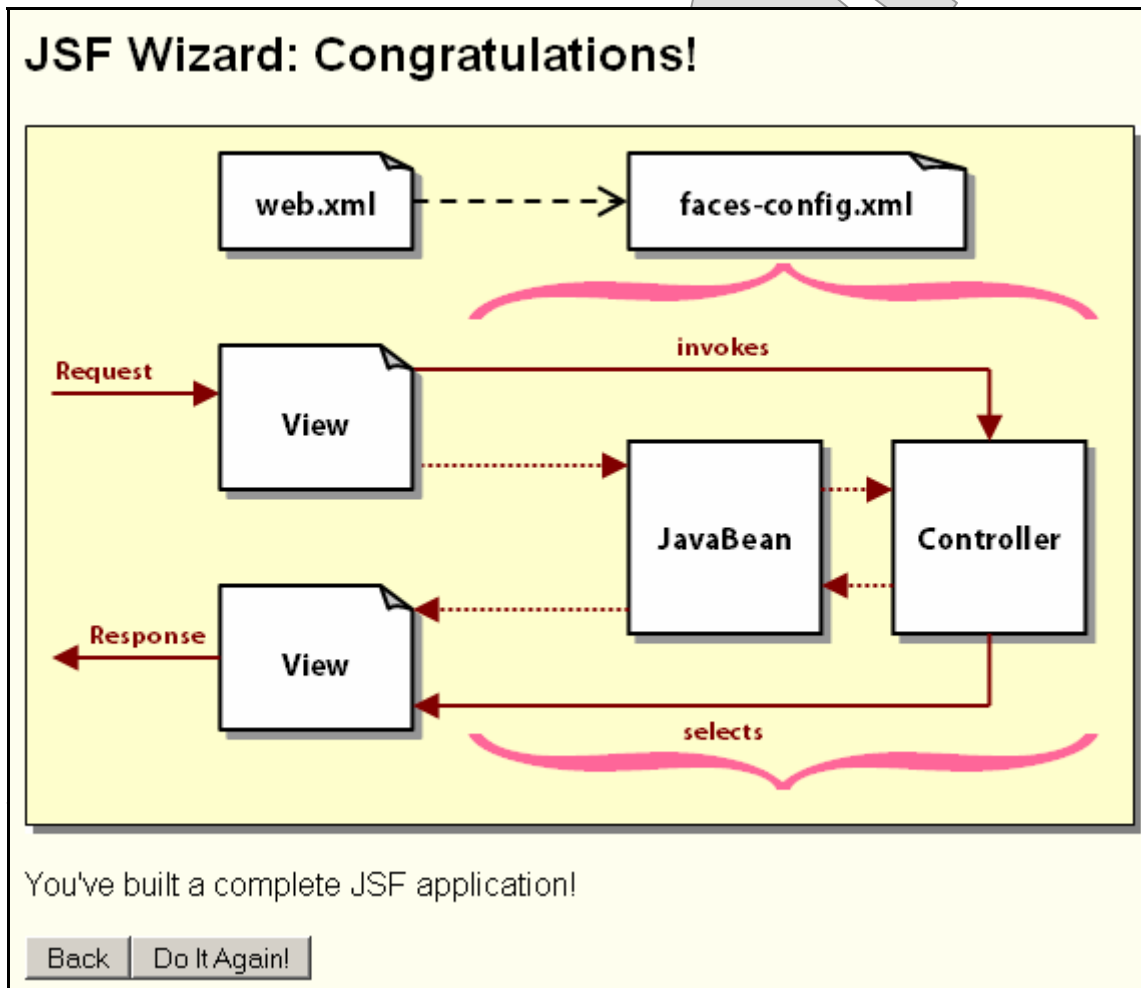 JSF Wizard: Congratulations!
web.xml
faces-config.xml
invokes
Request
View
JavaBean
Controller
Response
View
selects
You've built a complete JSF application!
Back
Do It Again!